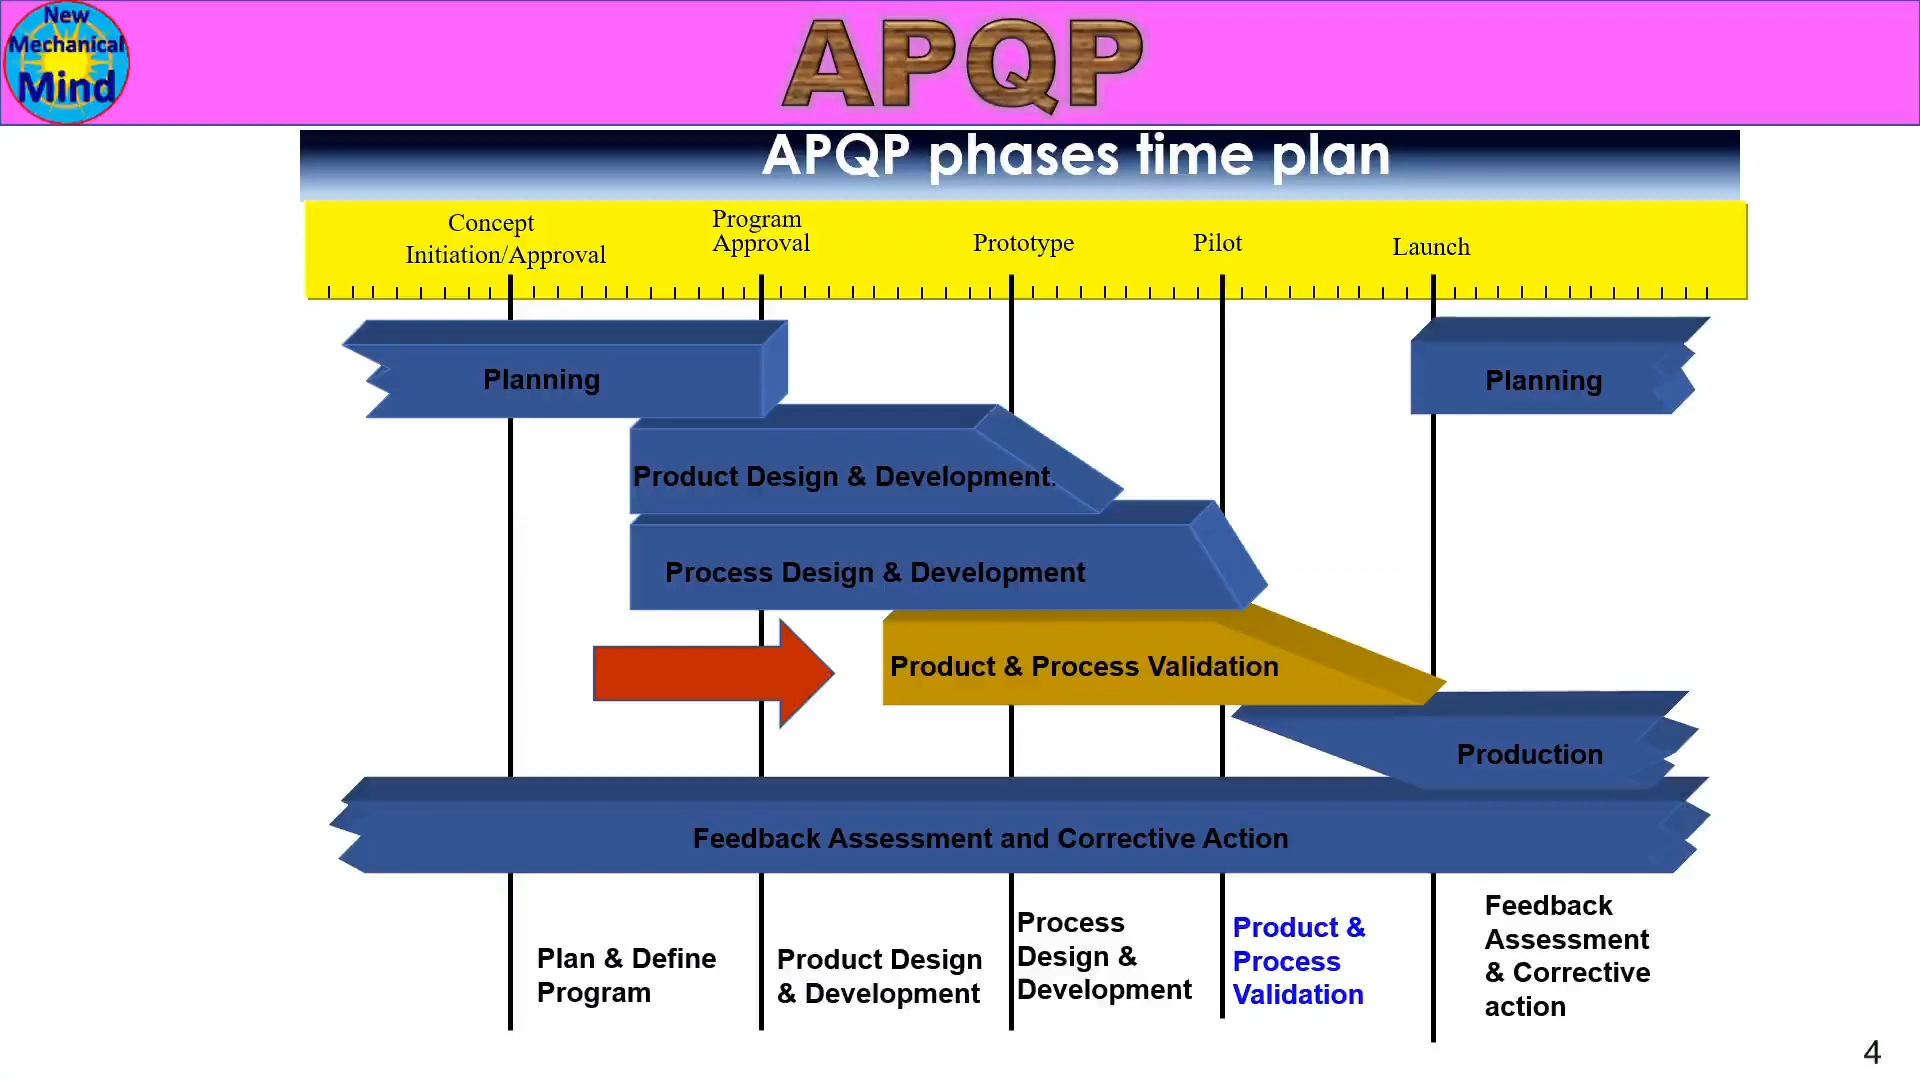 New
Mechanical
Mind
APQP
APQP phases time plan
Concept
Initiation/Approval
Program
Approval
Prototype
Pilot
Launch
Planning
Planning
Product Design & Development.
Process Design & Development
Product & Process Validation
Production
Feedback Assessment and Corrective Action
Plan & Define
Program
Product Design
& Development
Process
Design &
Development
Product &
Process
Validation
Feedback
Assessment
& Corrective
action
4